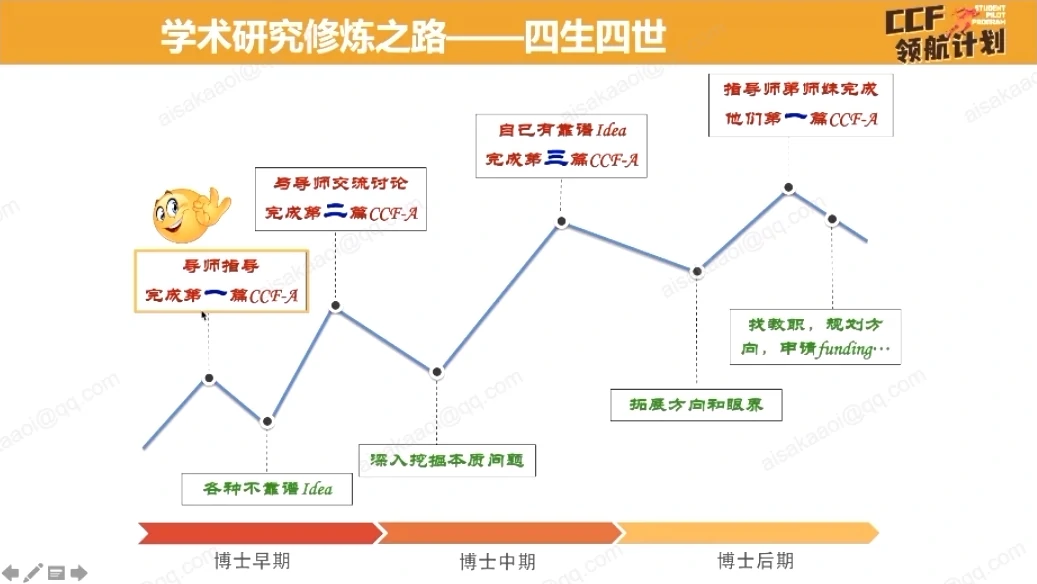 学术研究修炼之路——四生四世
CCF
STUDENT
PILOT
PROGRAM
领航计划
指导师弟师妹完成
他们第一篇CCF-A
自己有靠谱Idea
完成第三篇CCF-A
与导师交流讨论
完成第二篇CCF-A
导师指导
完成第一篇CCF-A
找教职，规划方
向，申请funding…
拓展方向和眼界
深入挖掘本质问题
各种不靠谱Idea
博士早期
博士中期
博士后期
aisakaaoi@qq.com